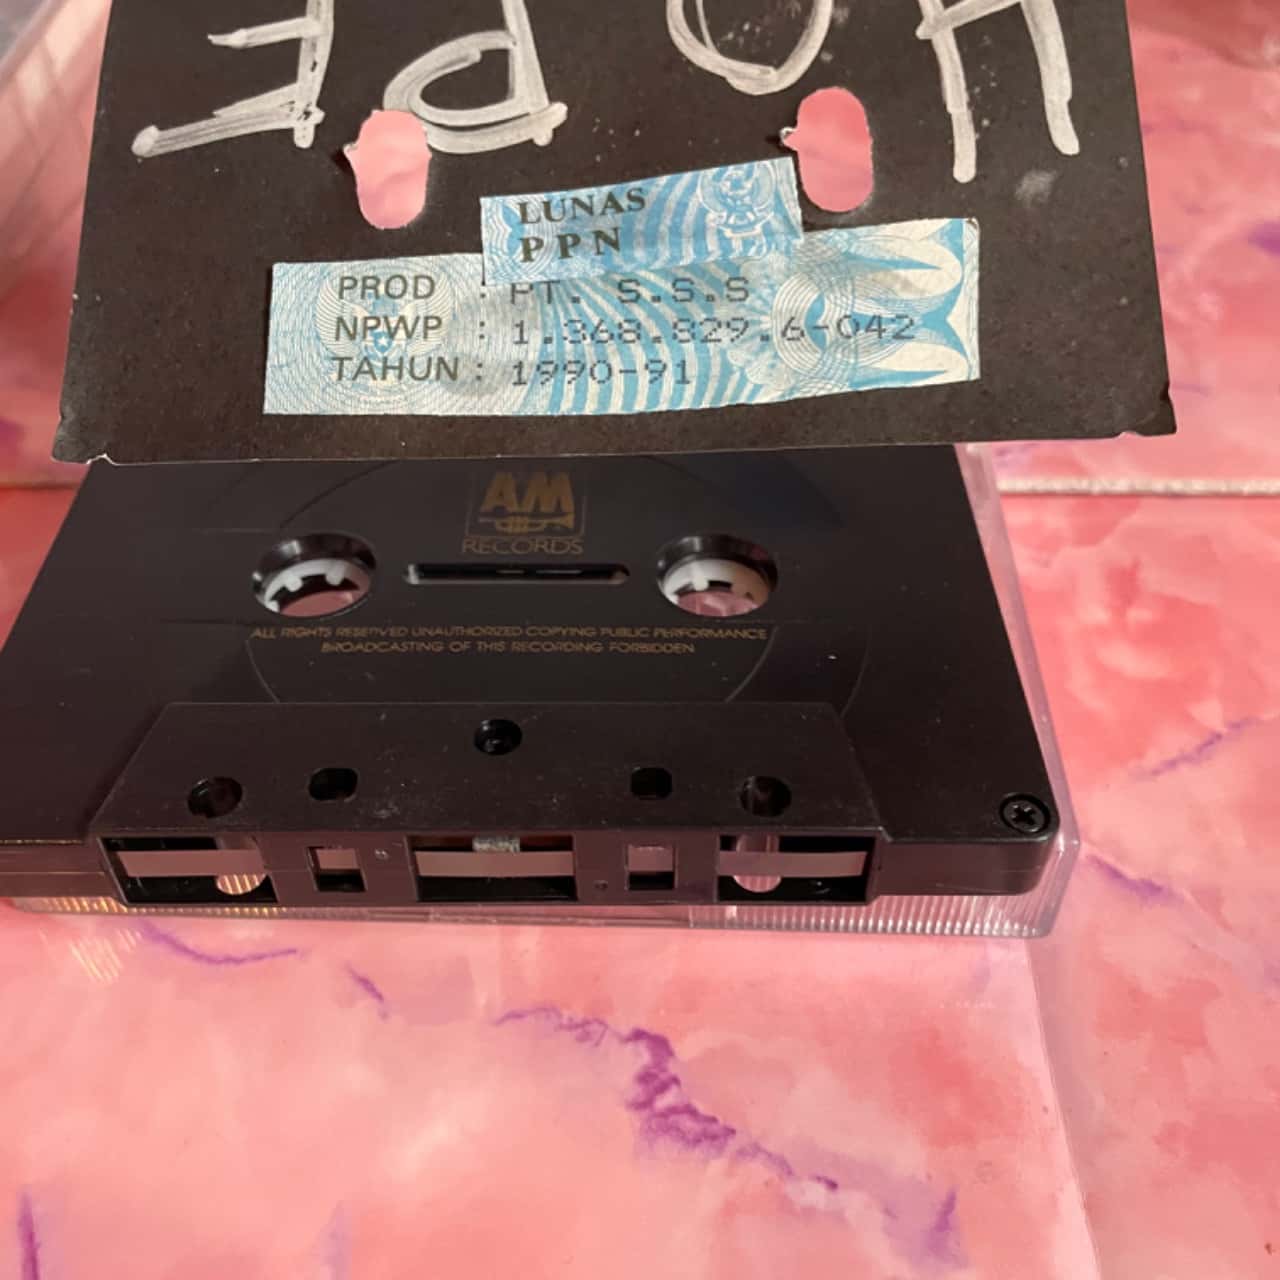 HOPE
LUNAS
PPN
PROD : PT. S.S.S
NPWP : 1.368.829.6-042
TAHUN : 1990-91
AM
RECORDS
ALL RIGHTS RESERVED UNAUTHORIZED COPYING PUBLIC PERFORMANCE
BROADCASTING OF THIS RECORDING FORBIDDEN